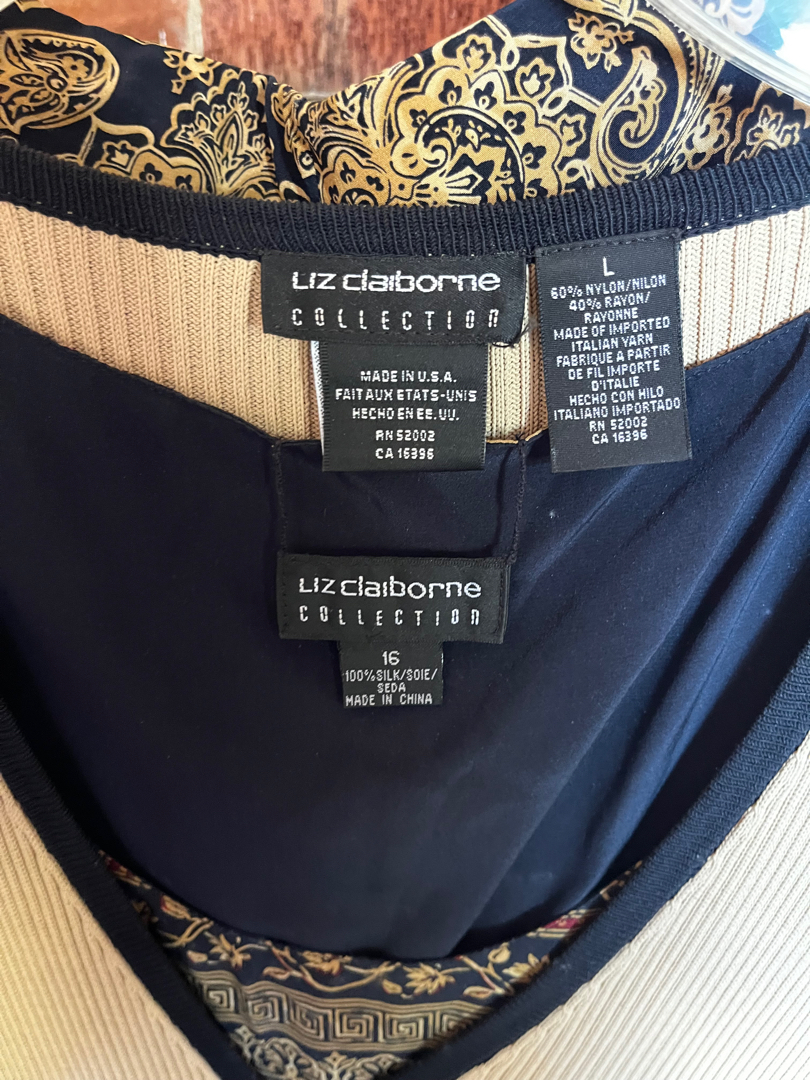 Liz claiborne
COLLECTION
MADE IN U.S.A.
FAIT AUX ETATS-UNIS
HECHO EN EE. UU.
RN 52002
CA 16396
L
60% NYLON/NILON
40% RAYON/
RAYONNE
MADE OF IMPORTED
ITALIAN YARN
FABRIQUE A PARTIR
DE FIL IMPORTE
D'ITALIE
HECHO CON HILO
ITALIANO IMPORTADO
RN 52002
CA 16396
Liz claiborne
COLLECTION
16
100% SILK/SOIE/
SEDA
MADE IN CHINA